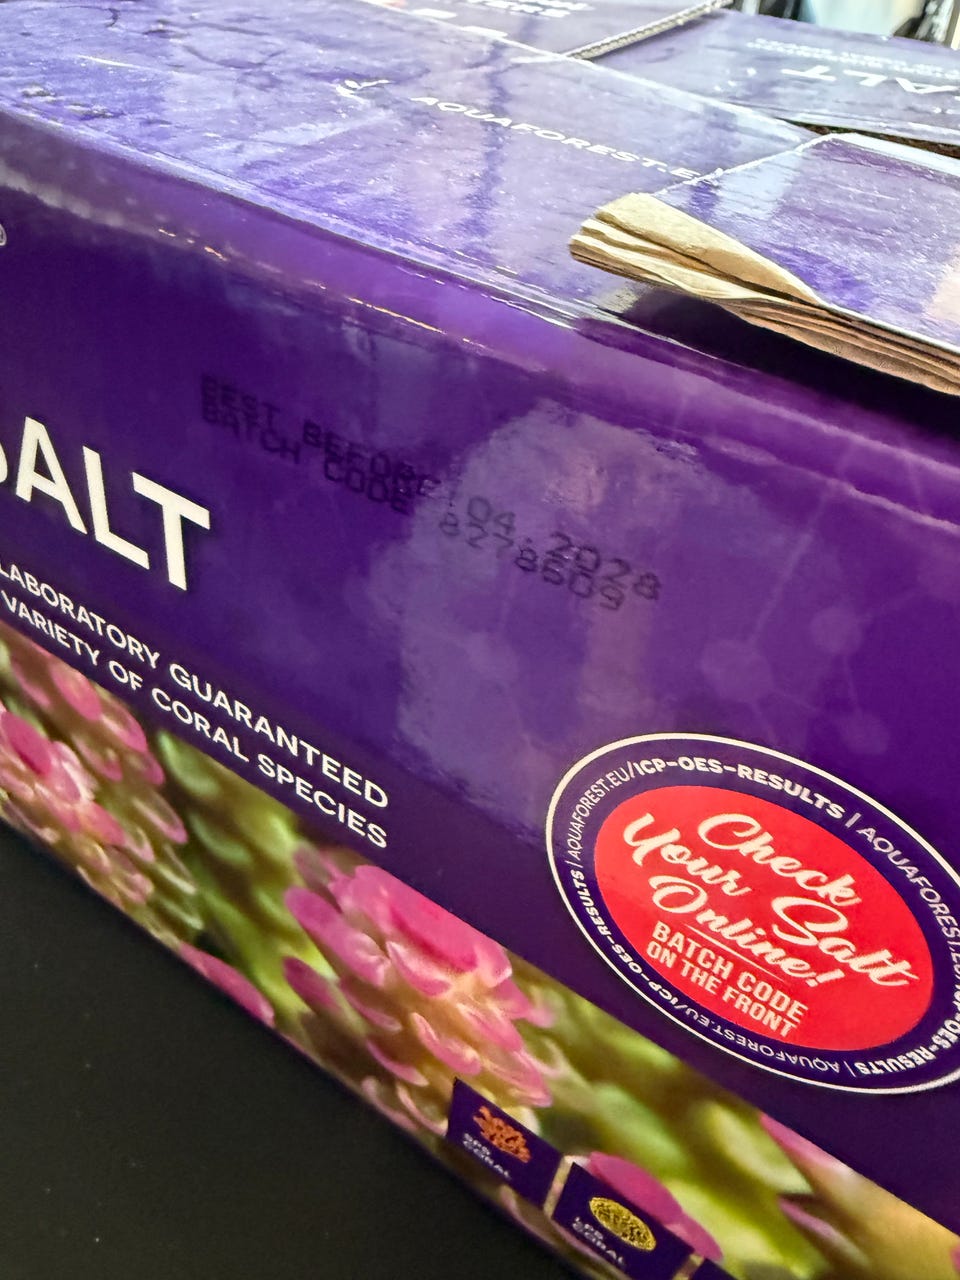 AQUAFOREST.E
SALT
®
BEST BEFORE: 04.2028
BATCH CODE 8278609
ALT
LABORATORY GUARANTEED
VARIETY OF CORAL SPECIES
AQUAFOREST.EU/ICP-OES-RESULTS | AQUAFOREST.EU/ICP-OES-RESULTS | AQUAFOREST.EU/ICP-OES-RESULTS |
Check
Your Salt
Online!
BATCH CODE
ON THE FRONT
SPS
CORAL
LPS
CORAL